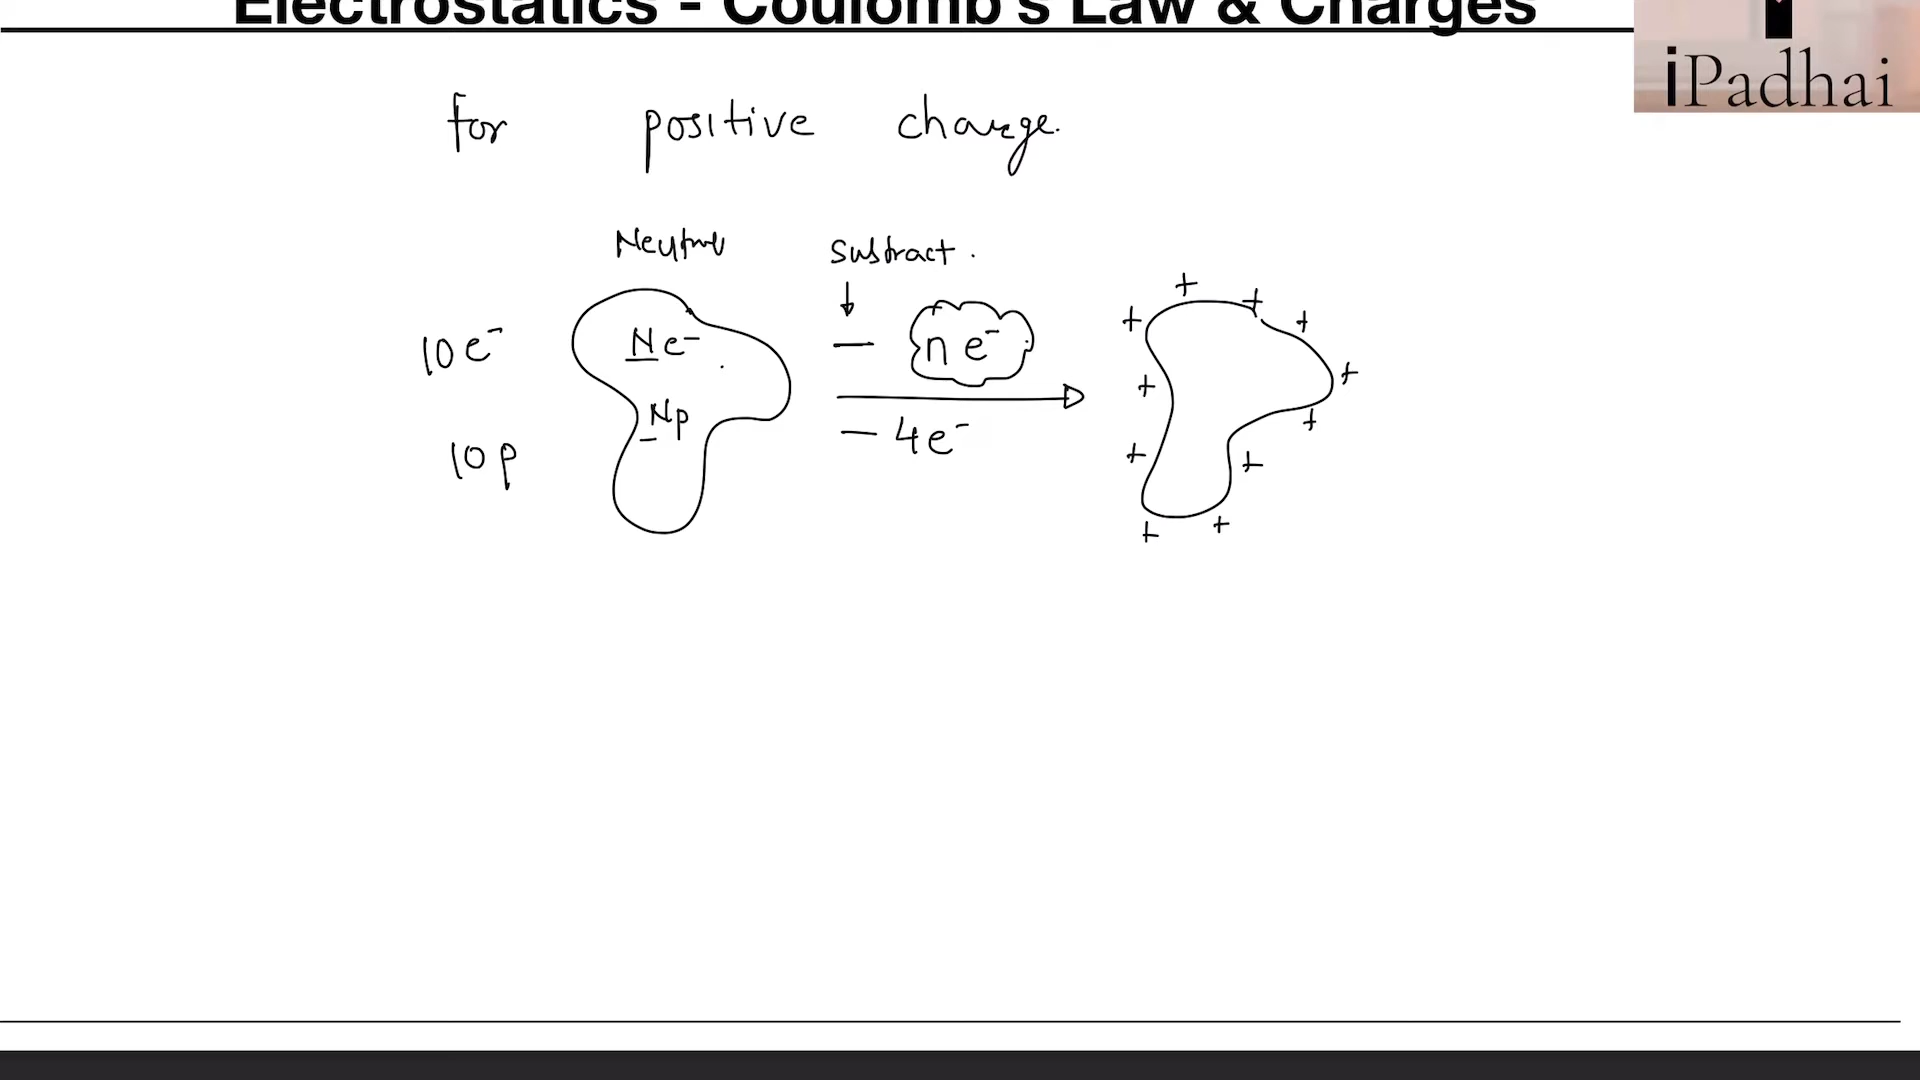 Electrostatics - Coulomb's Law & Charges
iPadhai
for positive charge.
Neutral
Subtract.
10e⁻
Ne⁻
− ne⁻
Np
− 4e⁻
10p
+ + + + + + + + + + + +